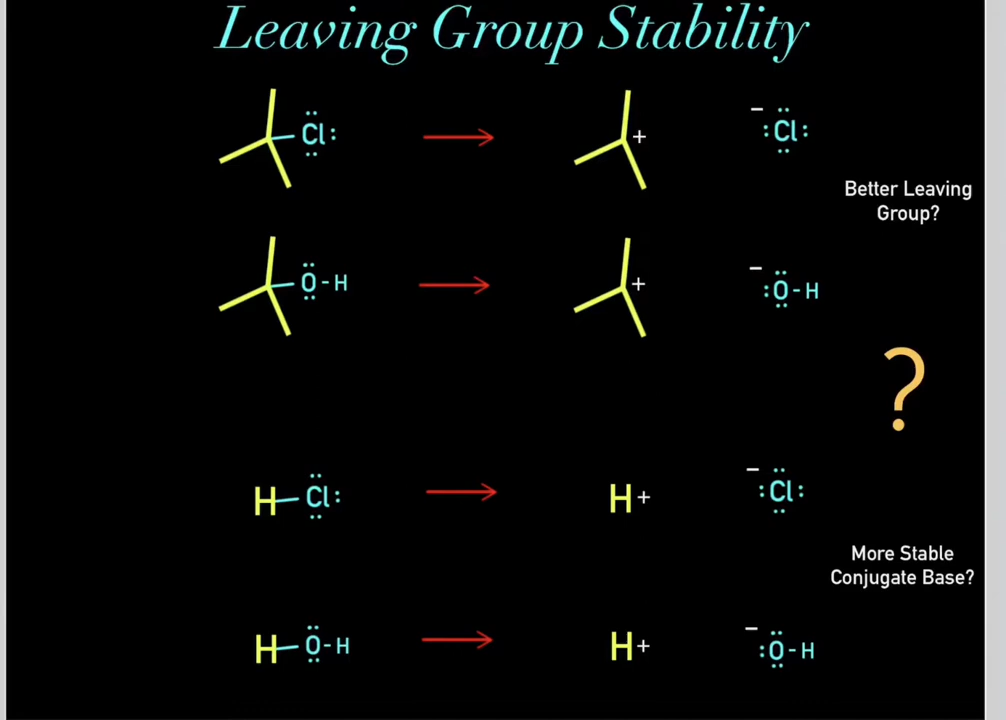 Leaving Group Stability
Cl
+
− Cl
Better Leaving
Group?
O-H
+
− O-H
?
H Cl
H+
− Cl
More Stable
Conjugate Base?
H O-H
H+
− O-H